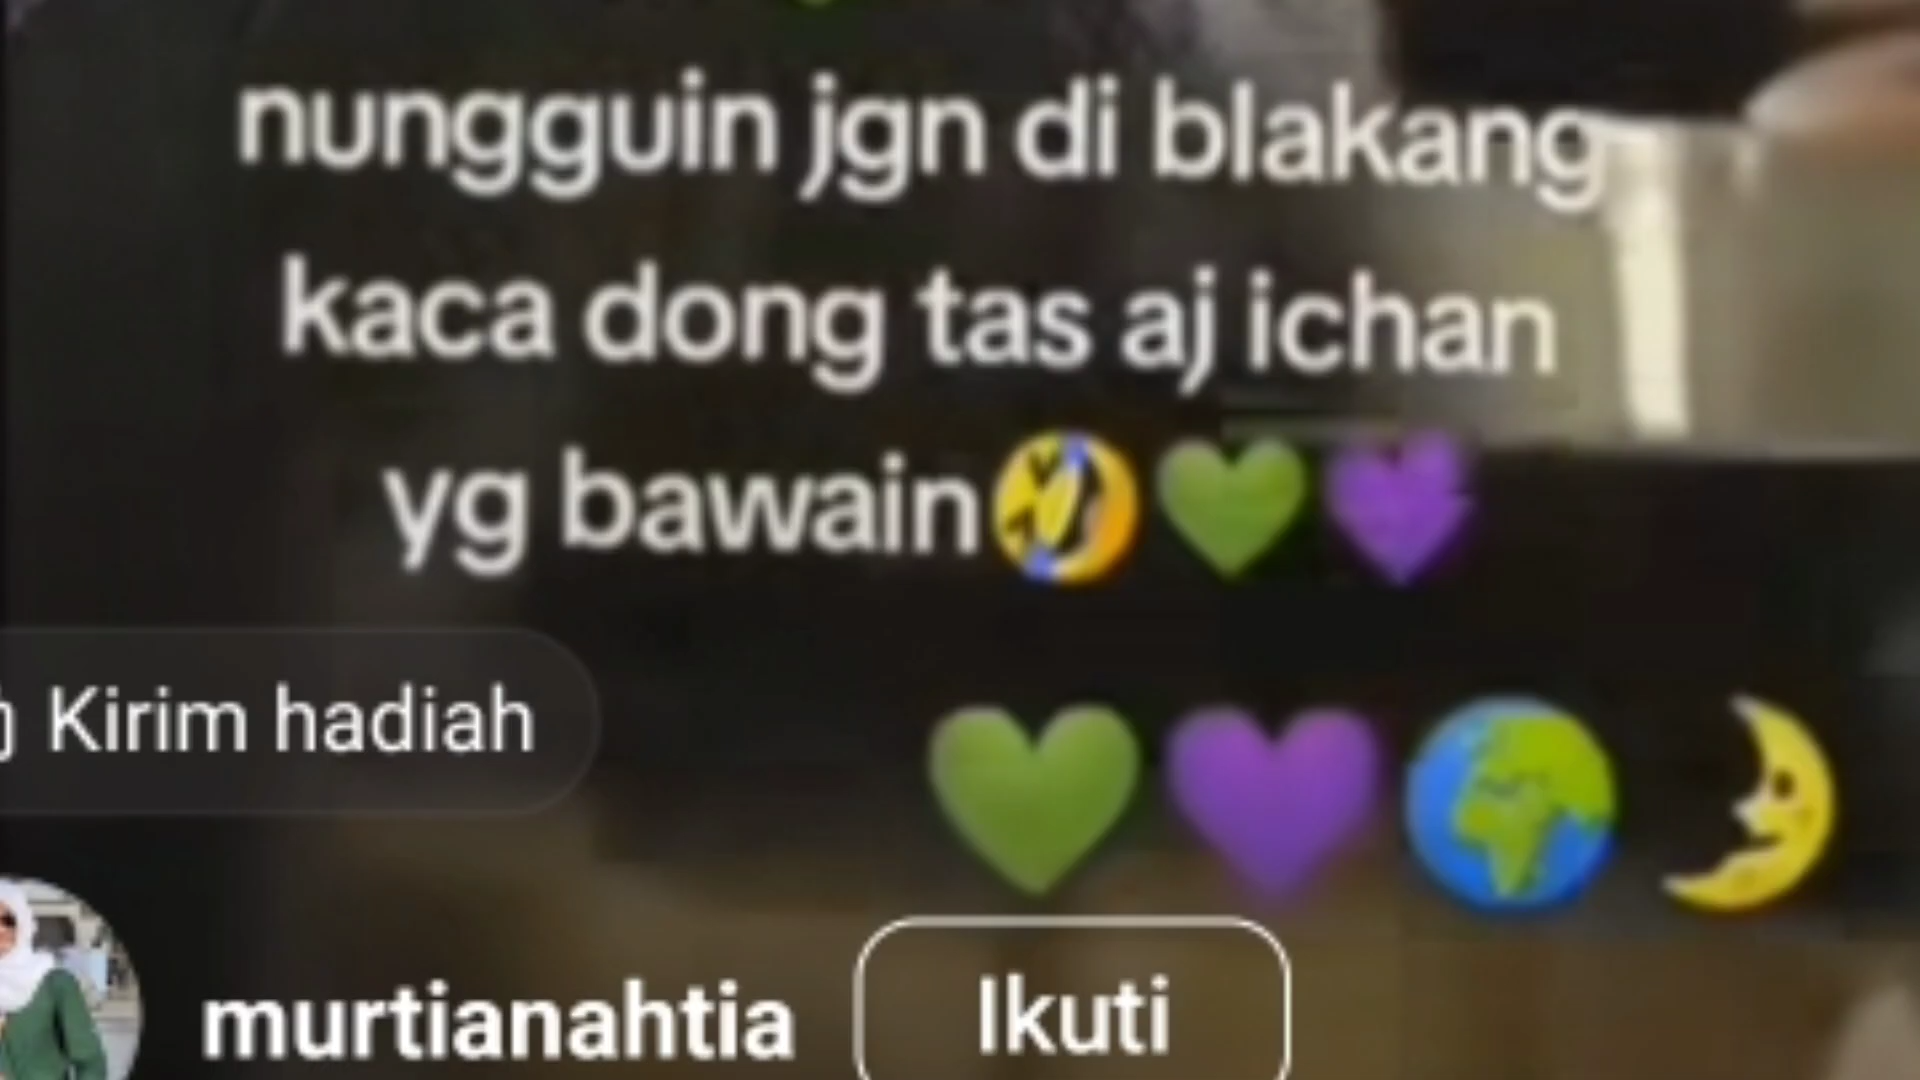 nungguin jgn di blakang
kaca dong tas aj ichan
yg bawain🤣💚💜
Kirim hadiah
💚💜🌍🌛
murtianahtia
Ikuti